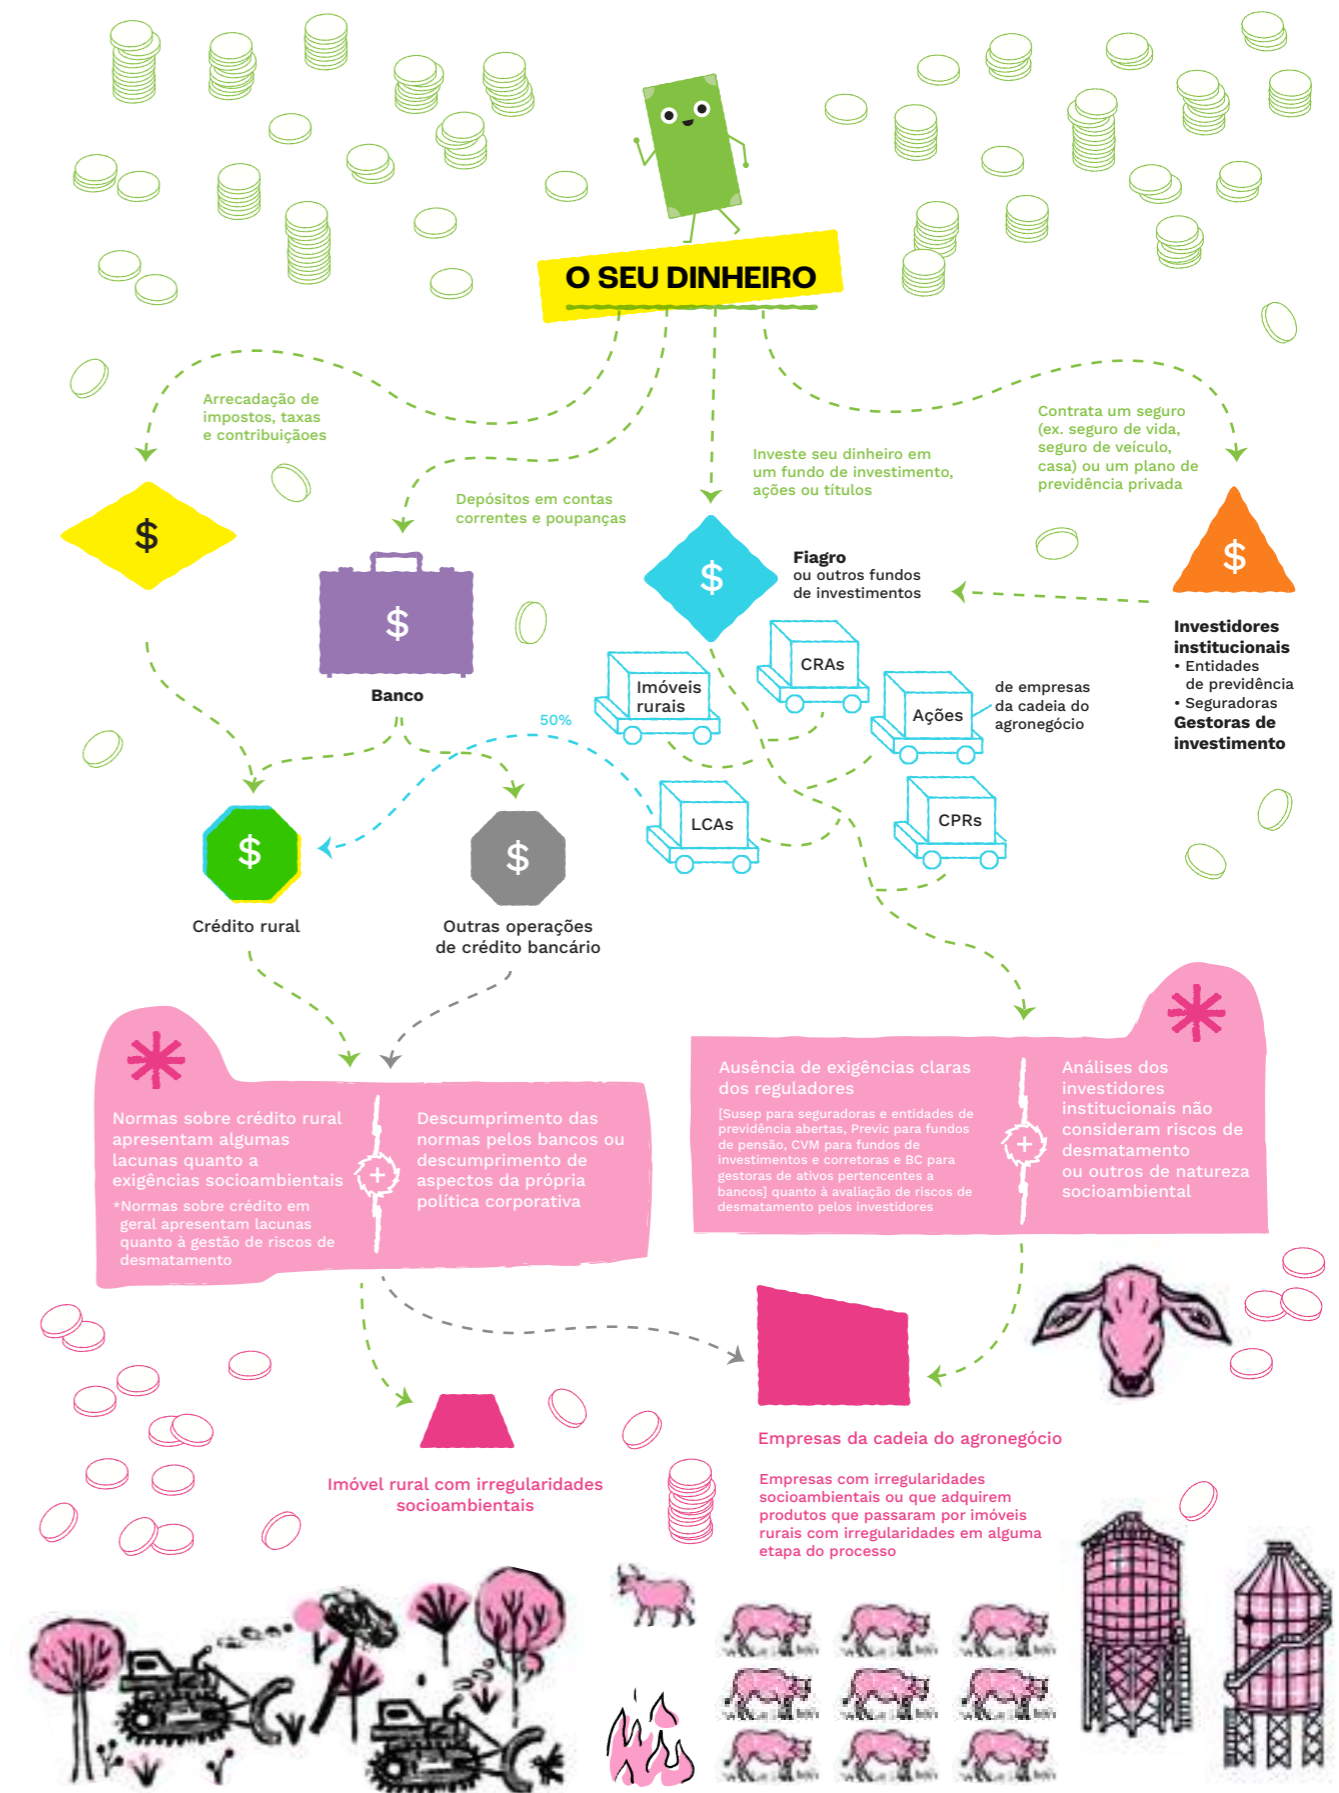 O SEU DINHEIRO
Arrecadação de
impostos, taxas
e contribuiçãoes
$
Depósitos em contas
correntes e poupanças
$
Banco
Investe seu dinheiro em
um fundo de investimento,
ações ou títulos
$
Fiagro
ou outros fundos
de investimentos
Contrata um seguro
(ex. seguro de vida,
seguro de veículo,
casa) ou um plano de
previdência privada
$
Investidores
institucionais
• Entidades
de previdência
• Seguradoras
Gestoras de
investimento
Imóveis
rurais
CRAs
Ações
de empresas
da cadeia do
agronegócio
LCAs
CPRs
50%
$
Crédito rural
$
Outras operações
de crédito bancário
Normas sobre crédito rural
apresentam algumas
lacunas quanto a
exigências socioambientais
*Normas sobre crédito em
geral apresentam lacunas
quanto à gestão de riscos de
desmatamento
+
Descumprimento das
normas pelos bancos ou
descumprimento de
aspectos da própria
política corporativa
Ausência de exigências claras
dos reguladores
[Susep para seguradoras e entidades de
previdência abertas, Previc para fundos
de pensão, CVM para fundos de
investimentos e corretoras e BC para
gestoras de ativos pertencentes a
bancos] quanto à avaliação de riscos de
desmatamento pelos investidores
+
Análises dos
investidores
institucionais não
consideram riscos de
desmatamento
ou outros de natureza
socioambiental
Imóvel rural com irregularidades
socioambientais
Empresas da cadeia do agronegócio
Empresas com irregularidades
socioambientais ou que adquirem
produtos que passaram por imóveis
rurais com irregularidades em alguma
etapa do processo